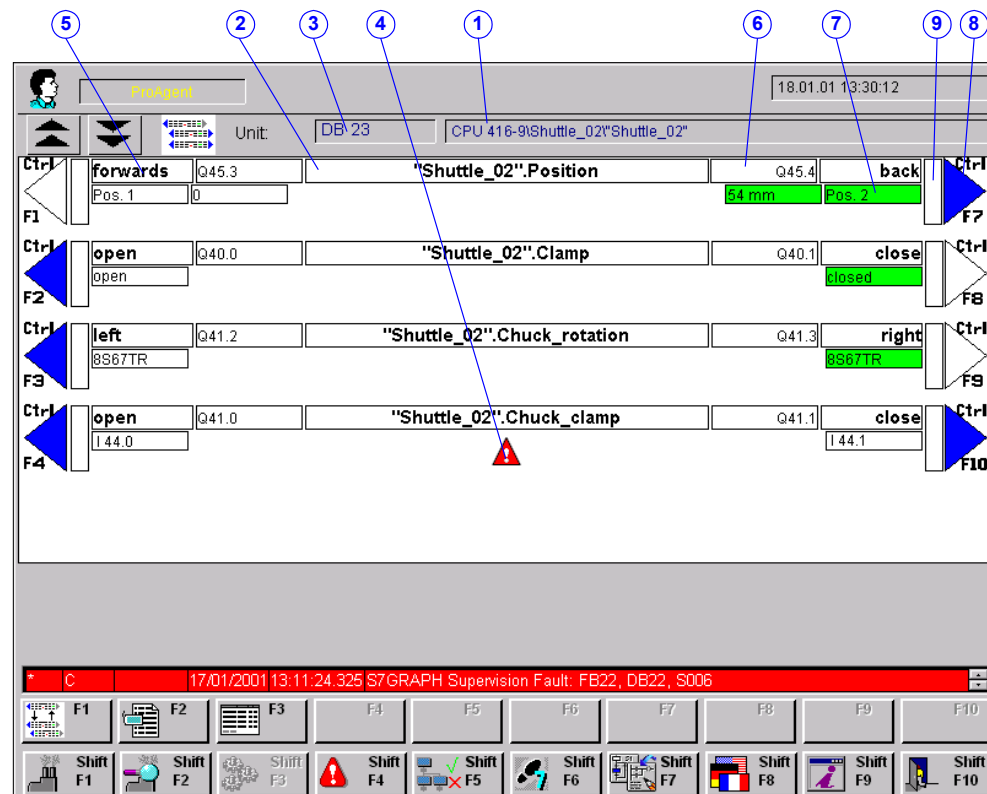 5 2 3 4 1 6 7 9 8
ProAgent 18.01.01 13:30:12
Unit: DB 23 CPU 416-9\Shuttle_02\"Shuttle_02"
Ctrl forwards Q45.3 "Shuttle_02".Position Q45.4 back Ctrl
Pos. 1 0 54 mm Pos. 2
F1 F7
Ctrl open Q40.0 "Shuttle_02".Clamp Q40.1 close Ctrl
open closed
F2 F8
Ctrl left Q41.2 "Shuttle_02".Chuck_rotation Q41.3 right Ctrl
8S67TR 8S67TR
F3 F9
Ctrl open Q41.0 "Shuttle_02".Chuck_clamp Q41.1 close Ctrl
I 44.0 I 44.1
F4 F10
* C 17/01/2001 13:11:24.325 S7GRAPH Supervision Fault: FB22, DB22, S006
F1 F2 F3 F4 F5 F6 F7 F8 F9 F10
Shift Shift Shift Shift Shift Shift Shift Shift Shift Shift
F1 F2 F3 F4 F5 F6 F7 F8 F9 F10